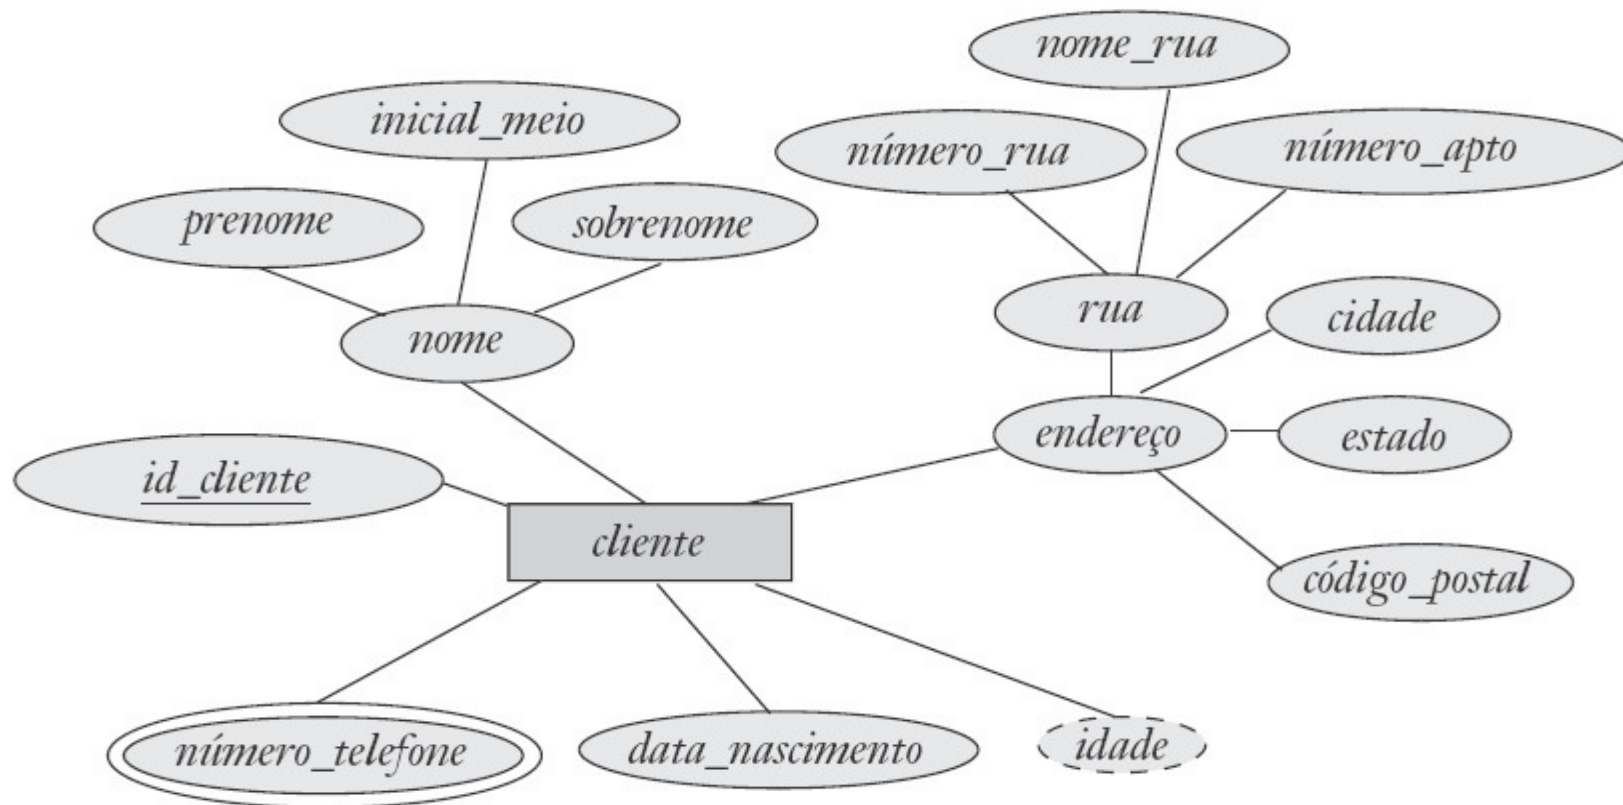 nome_rua
inicial_meio
número_rua
número_apto
prenome
sobrenome
rua
cidade
nome
endereço
estado
id_cliente
cliente
código_postal
número_telefone
data_nascimento
idade